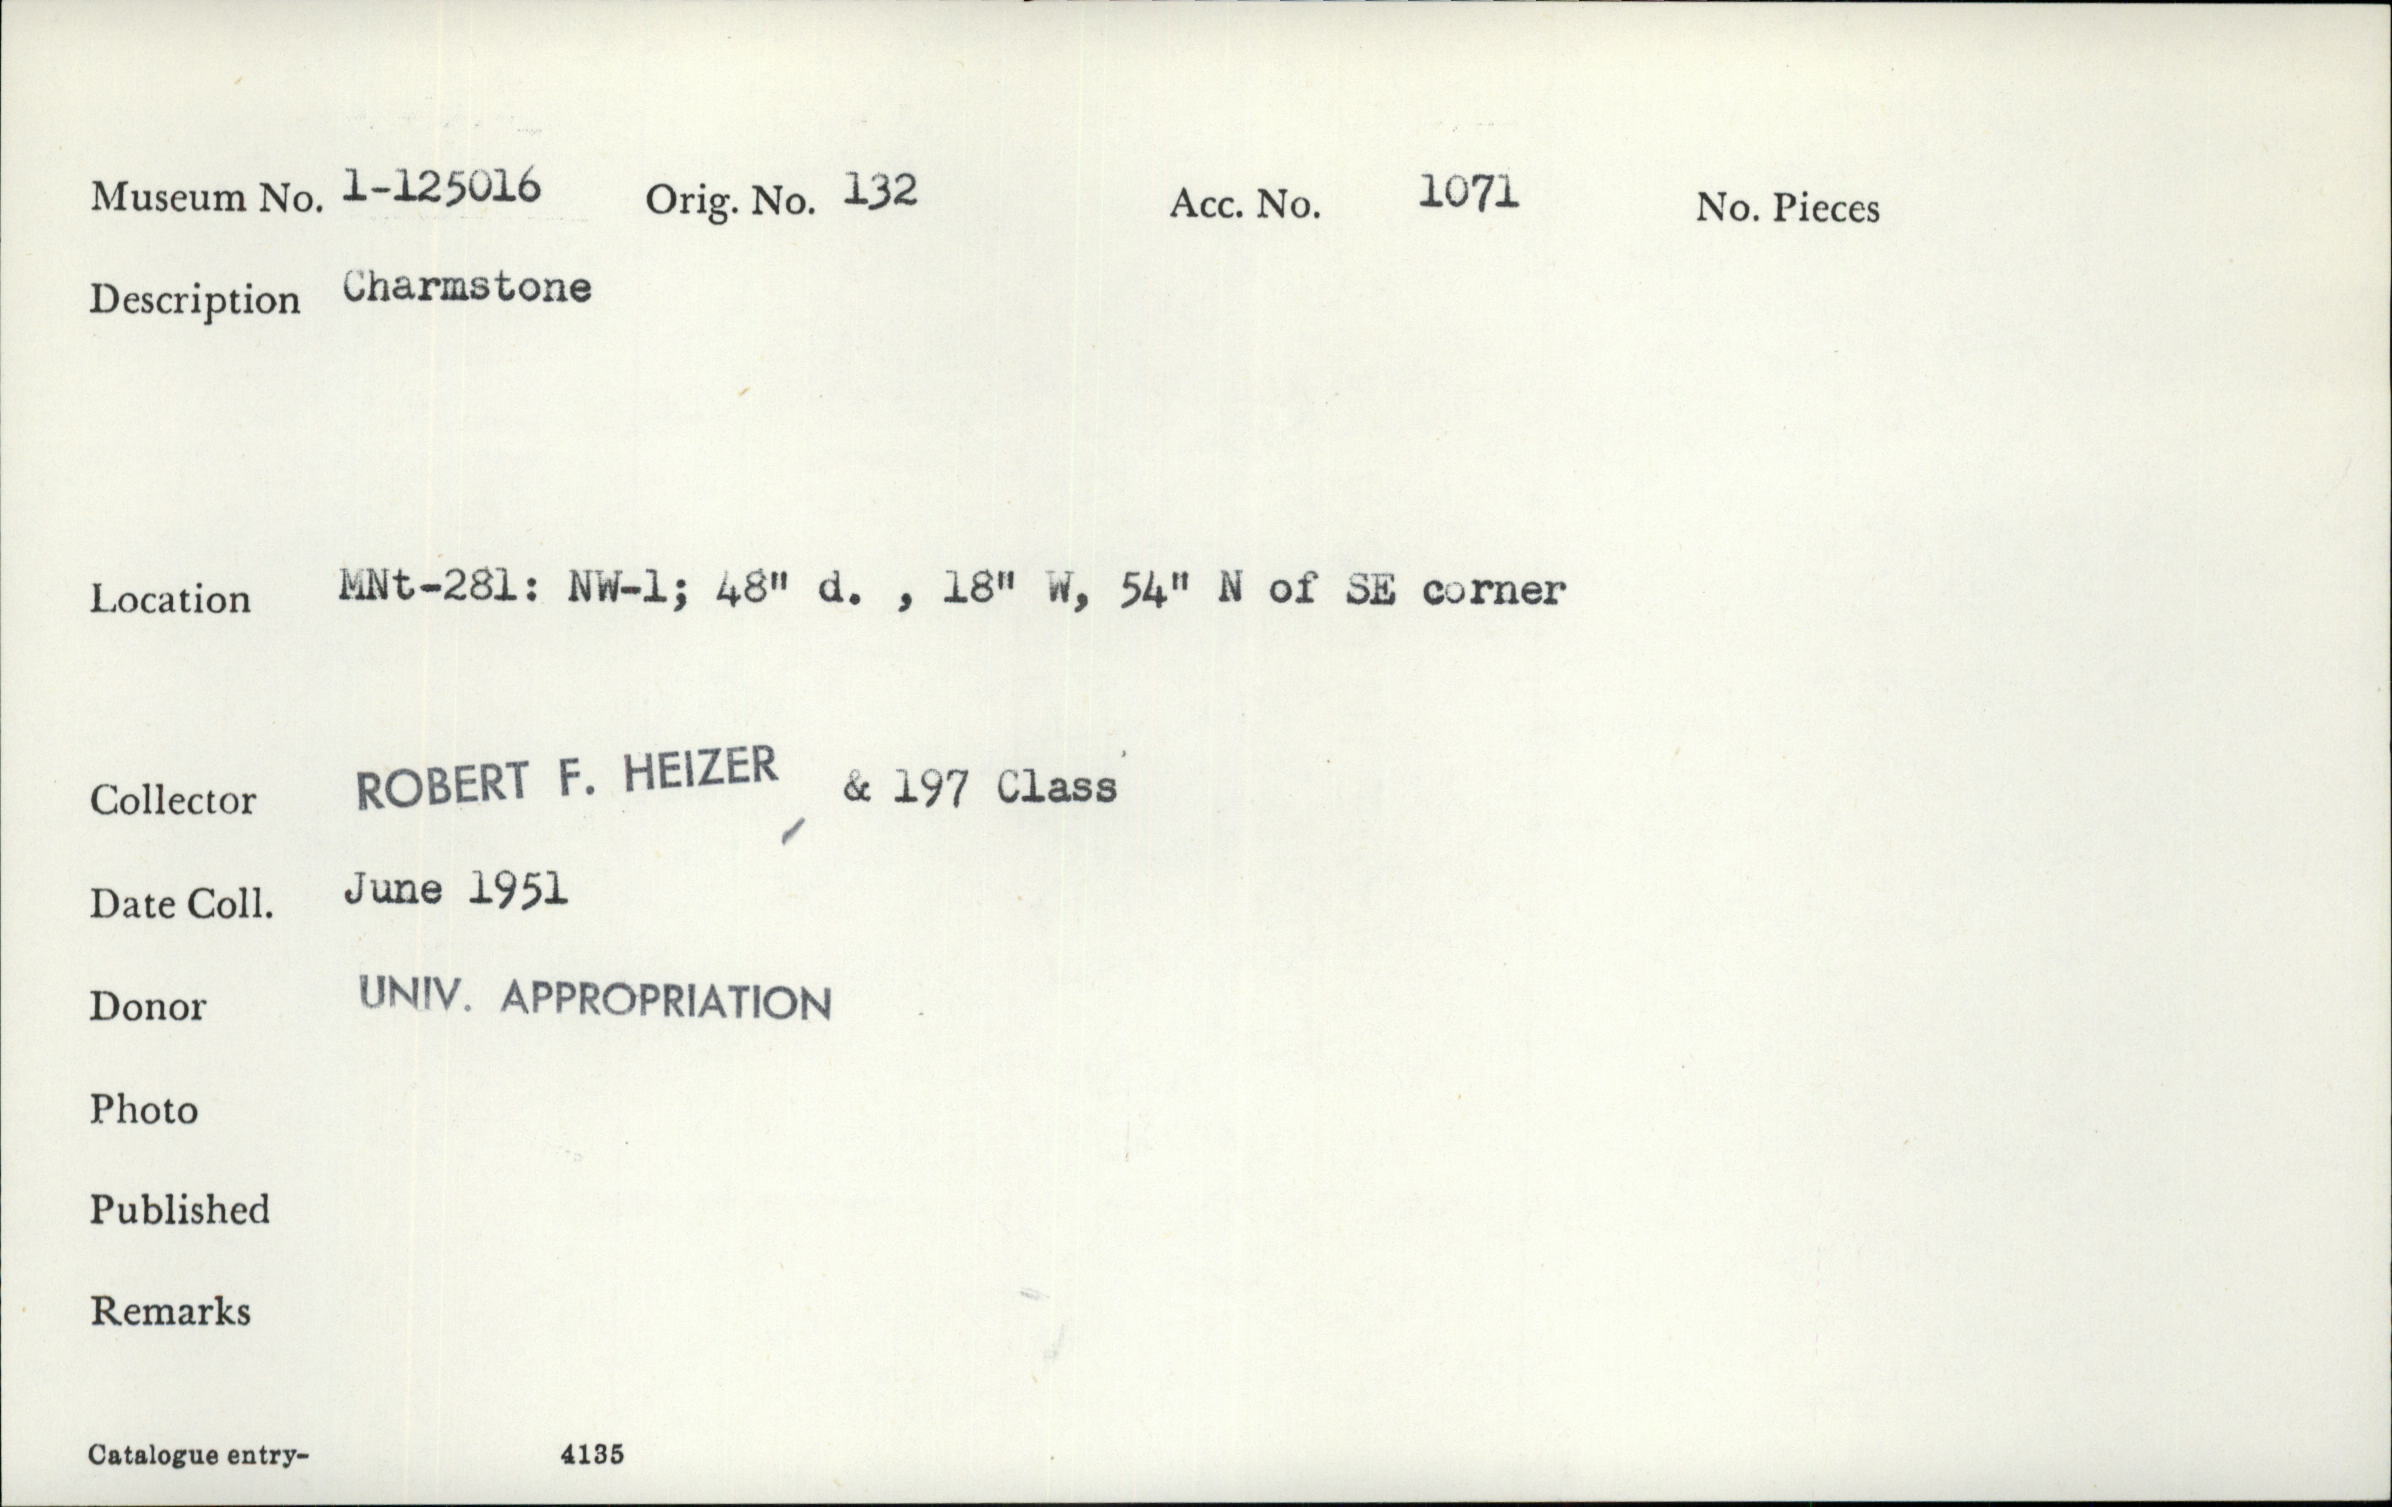 Museum No. 1-125016 Orig. No. 132 Acc. No. 1071 No. Pieces
Description Charmstone
Location MNt-281: NW-1; 48" d. , 18" W, 54" N of SE corner
Collector ROBERT F. HEIZER & 197 Class
Date Coll. June 1951
Donor UNIV. APPROPRIATION
Photo
Published
Remarks
Catalogue entry- 4135